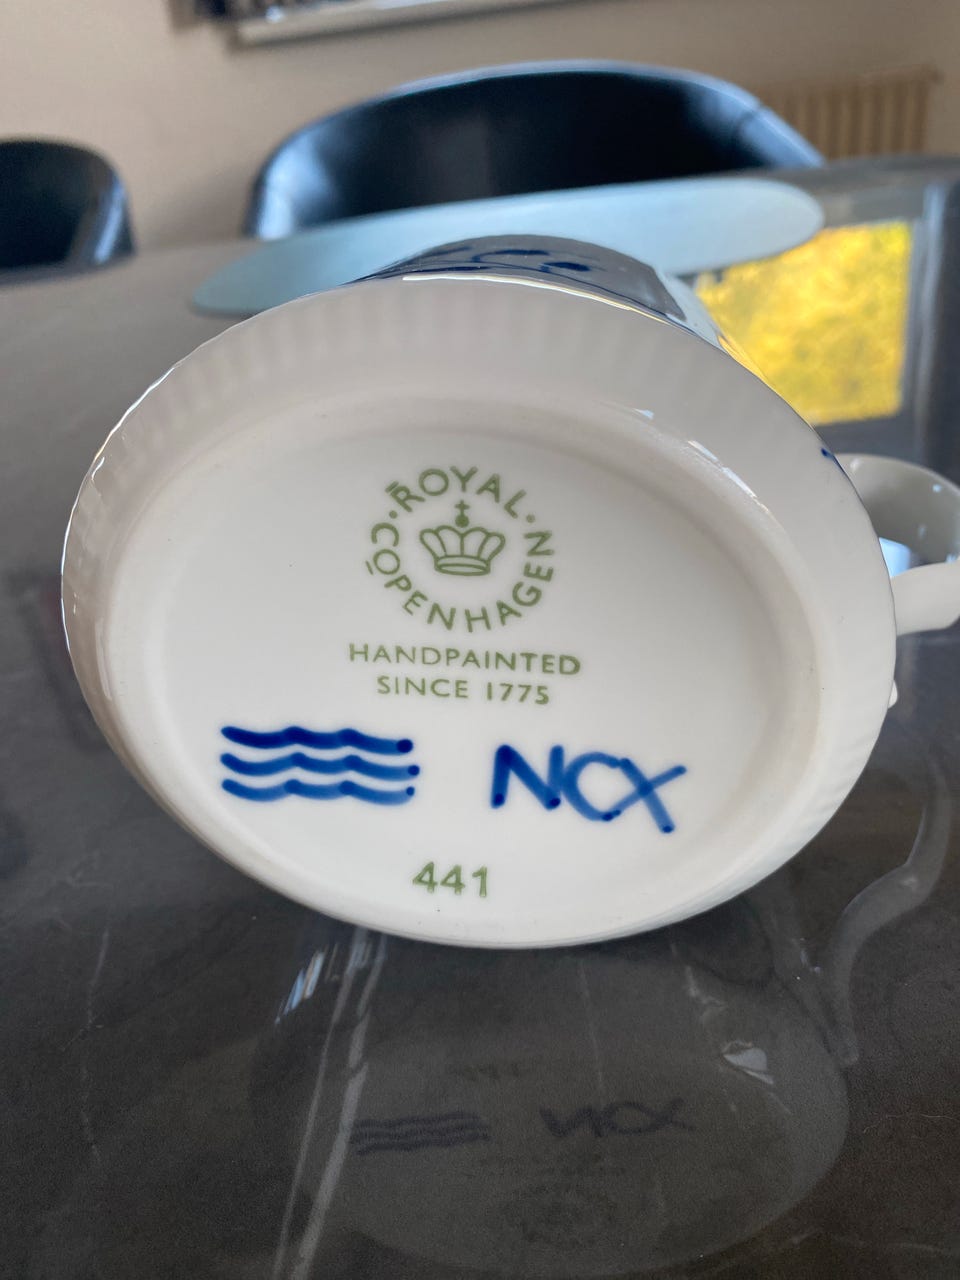 ROYAL · COPENHAGEN ·
HANDPAINTED
SINCE 1775
NCX
441